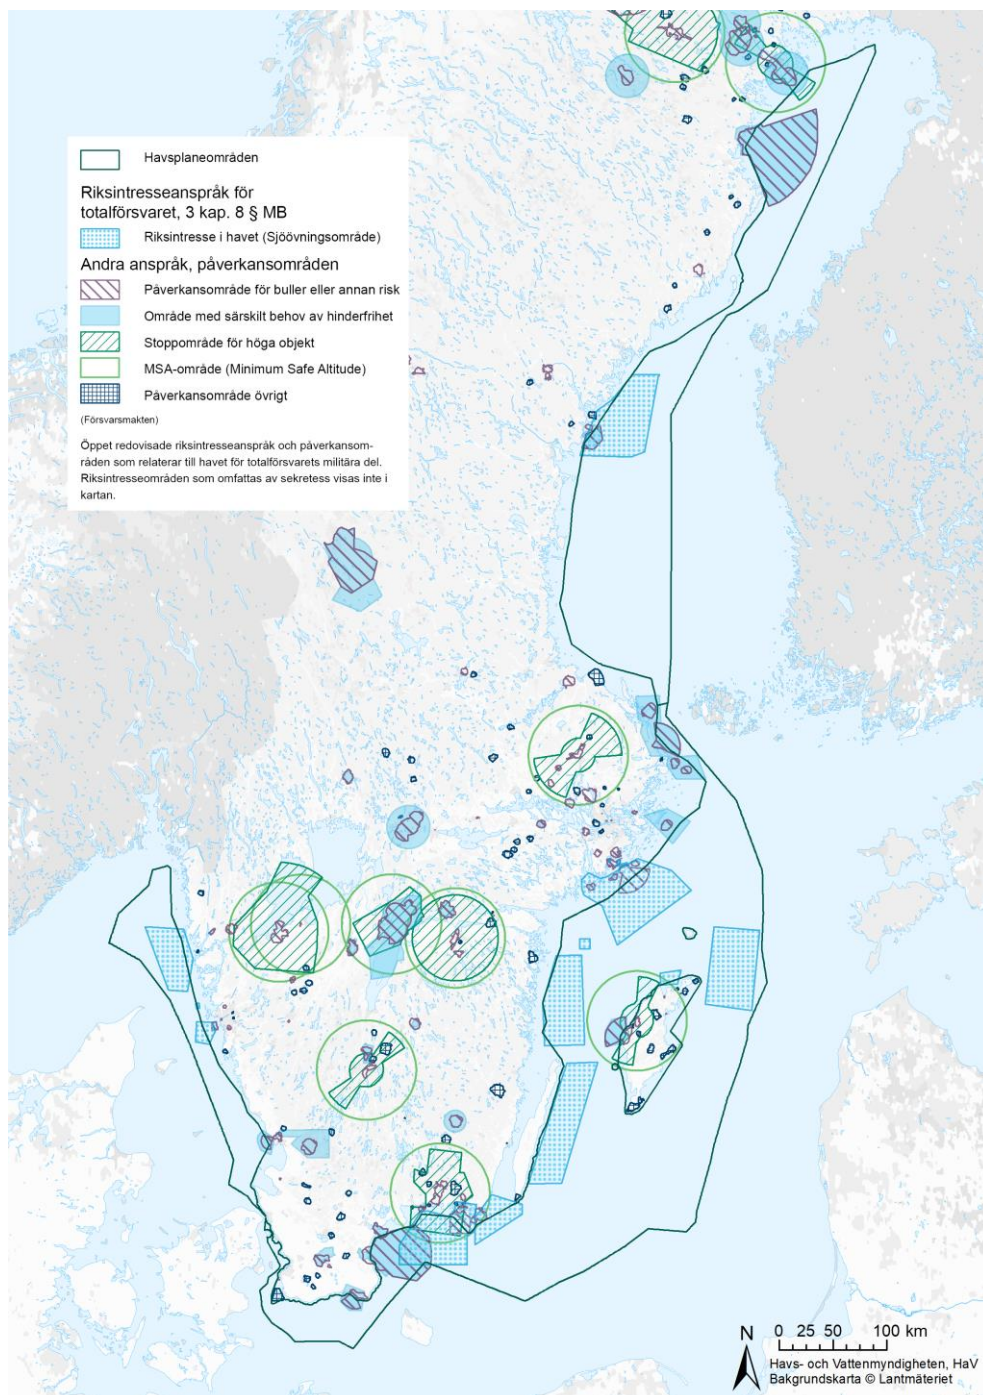 Havsplaneområden
Riksintresseanspråk för
totalförsvaret, 3 kap. 8 § MB
Riksintresse i havet (Sjöövningsområde)
Andra anspråk, påverkansområden
Påverkansområde för buller eller annan risk
Område med särskilt behov av hinderfrihet
Stoppområde för höga objekt
MSA-område (Minimum Safe Altitude)
Påverkansområde övrigt
(Försvarsmakten)
Öppet redovisade riksintresseanspråk och påverkansom-
råden som relaterar till havet för totalförsvarets militära del.
Riksintresseområden som omfattas av sekretess visas inte i
kartan.
N
0 25 50 100 km
Havs- och Vattenmyndigheten, HaV
Bakgrundskarta © Lantmäteriet